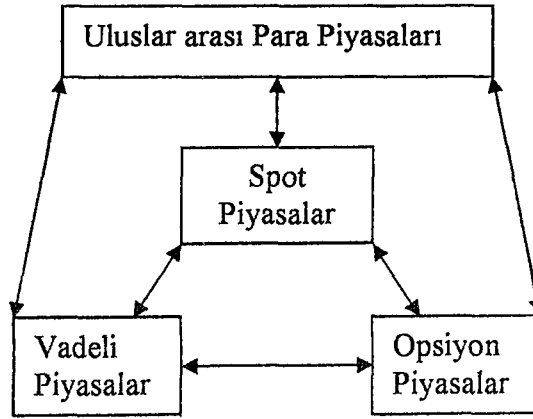 Uluslar arası Para Piyasaları
Spot
Piyasalar
Vadeli
Piyasalar
Opsiyon
Piyasalar